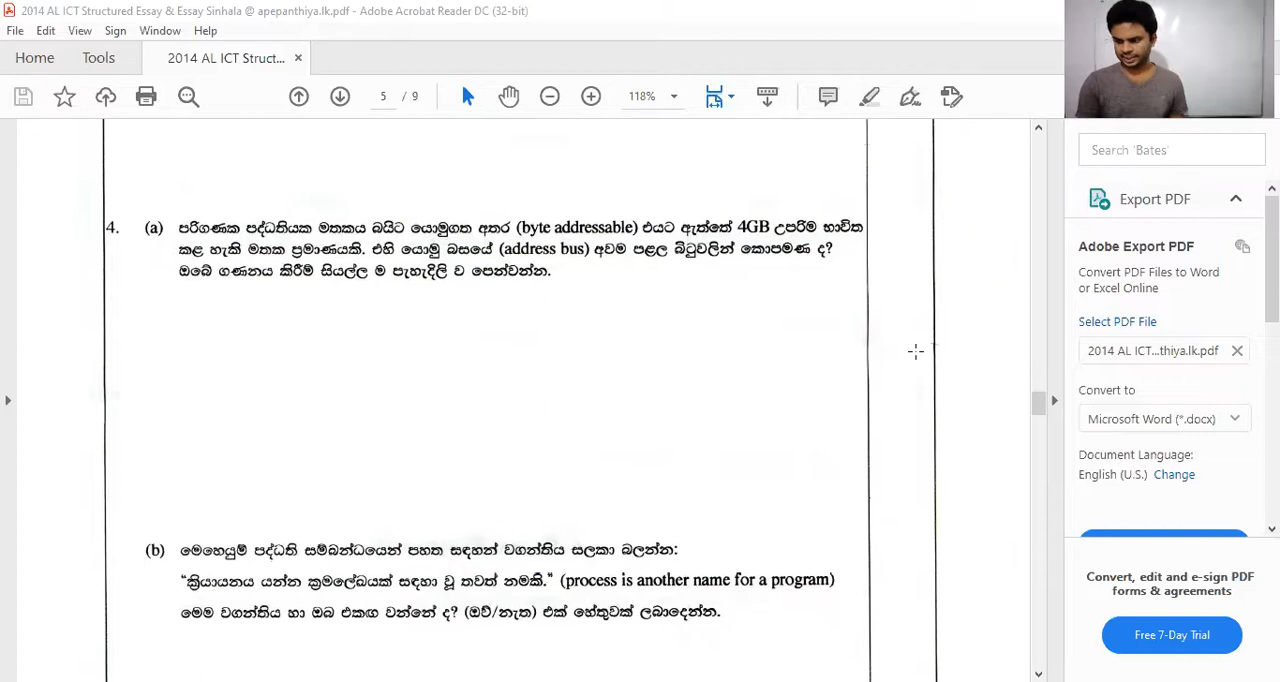 2014 AL ICT Structured Essay & Essay Sinhala @ apepanthiya.lk.pdf - Adobe Acrobat Reader DC (32-bit)
File Edit View Sign Window Help
Home Tools 2014 AL ICT Struct... ×
5 / 9 118%
Search 'Bates'
Export PDF
Adobe Export PDF
Convert PDF Files to Word
or Excel Online
Select PDF File
2014 AL ICT...thiya.lk.pdf
Convert to
Microsoft Word (*.docx)
Document Language:
English (U.S.) Change
Convert, edit and e-sign PDF
forms & agreements
Free 7-Day Trial
4. (a) පරිගණක පද්ධතියක මතකය බයිට යොමුගත අතර (byte addressable) එයට ඇත්තේ 4GB උපරිම භාවිත
කළ හැකි මතක ප්‍රමාණයකි. එහි යොමු බසයේ (address bus) අවම පළල බිටුවලින් කොපමණ ද?
ඔබේ ගණනය කිරීම් සියල්ල ම පැහැදිලි ව පෙන්වන්න.
(b) මෙහෙයුම් පද්ධති සම්බන්ධයෙන් පහත සඳහන් වගන්තිය සලකා බලන්න:
“ක්‍රියායනය යන්න ක්‍රමලේඛයක් සඳහා වූ තවත් නමකි.” (process is another name for a program)
මෙම වගන්තිය හා ඔබ එකඟ වන්නේ ද? (ඔව්/නැත) එක් හේතුවක් ලබාදෙන්න.